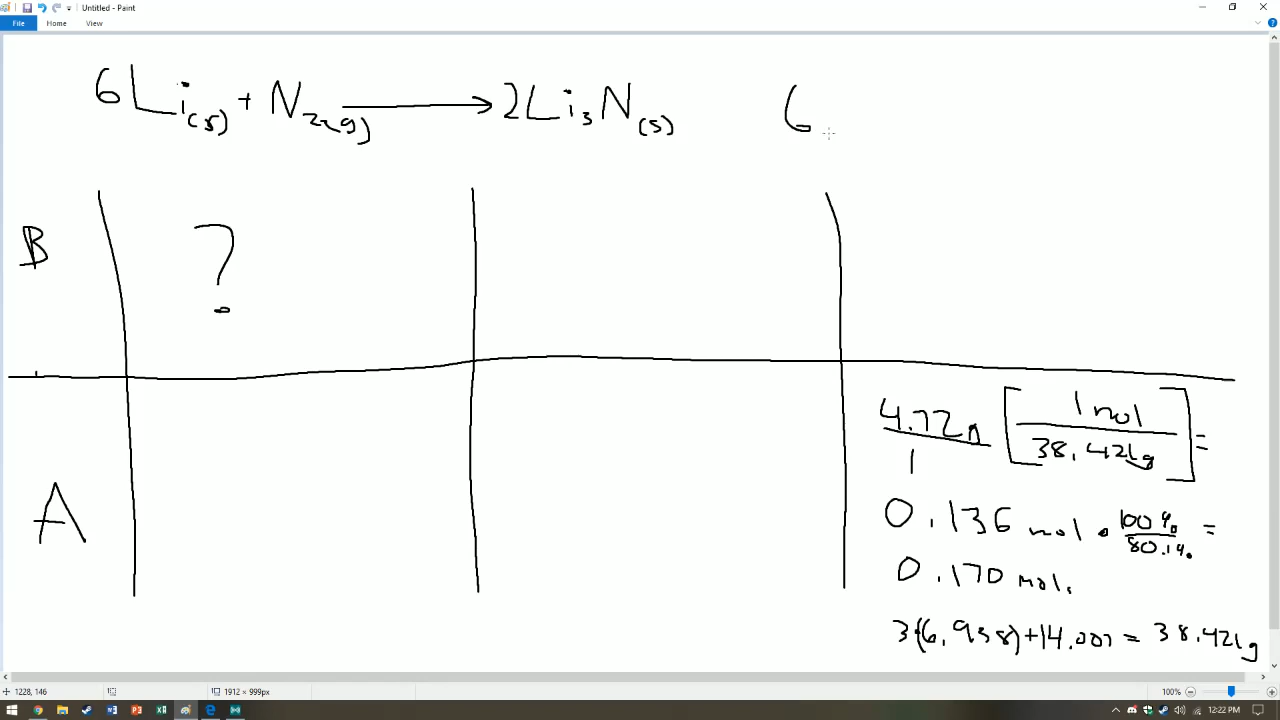 Untitled - Paint
File Home View
6Li(s) + N2(g) → 2Li3N(s) 6
B ?
4.72g / 1 [ 1 mol / 38.421g ] =
A
0.136 mol • 100% / 80.1% =
0.170 mol.
3(6.938)+14.007 = 38.421g
1228, 146
1912 × 999px
100%
12:22 PM